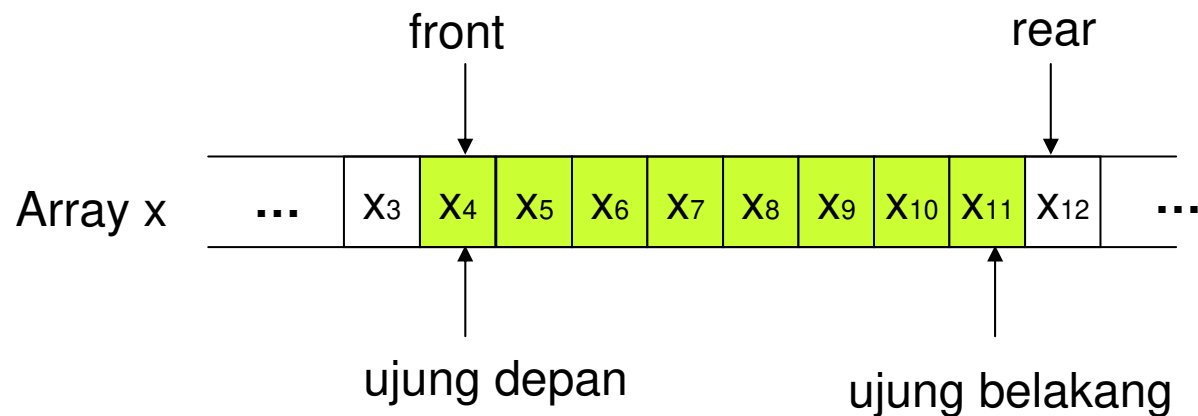 front rear
Array x ... x3 x4 x5 x6 x7 x8 x9 x10 x11 x12 ...
ujung depan ujung belakang